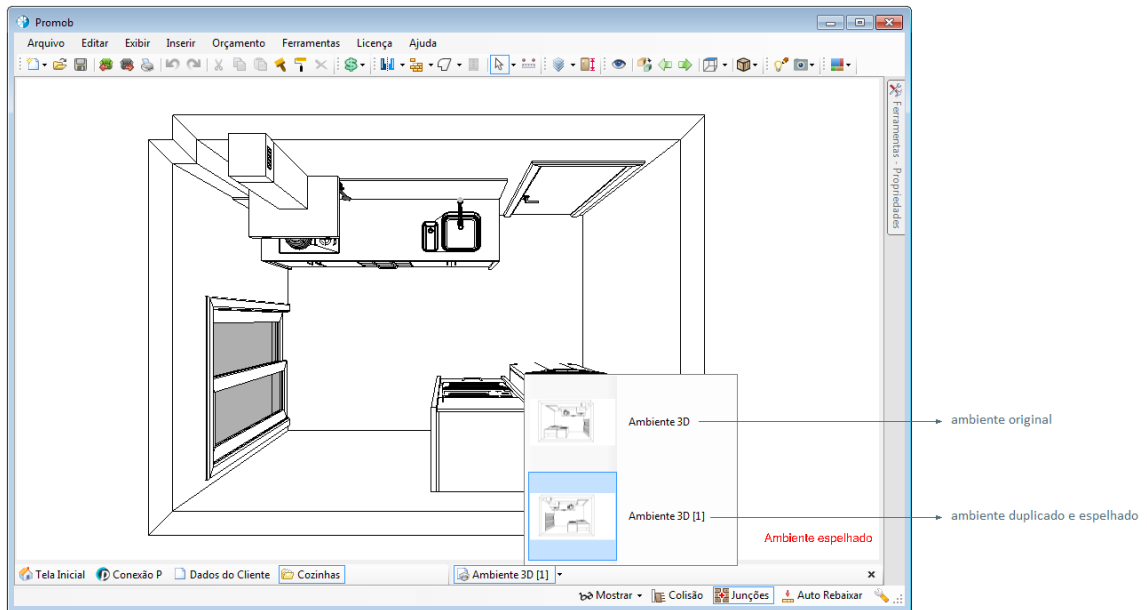 Promob
Arquivo Editar Exibir Inserir Orçamento Ferramentas Licença Ajuda
Ferramentas - Propriedades
Ambiente 3D
ambiente original
Ambiente 3D [1]
ambiente duplicado e espelhado
Ambiente espelhado
Tela Inicial Conexão P Dados do Cliente Cozinhas Ambiente 3D [1]
Mostrar Colisão Junções Auto Rebaixar